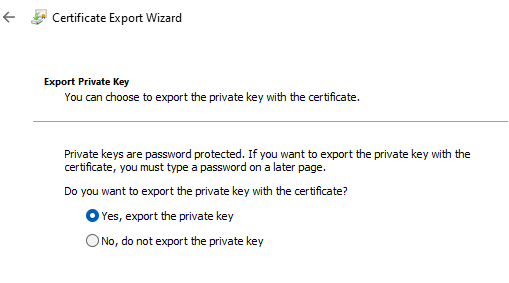 Certificate Export Wizard
Export Private Key
You can choose to export the private key with the certificate.
Private keys are password protected. If you want to export the private key with the
certificate, you must type a password on a later page.
Do you want to export the private key with the certificate?
Yes, export the private key
No, do not export the private key